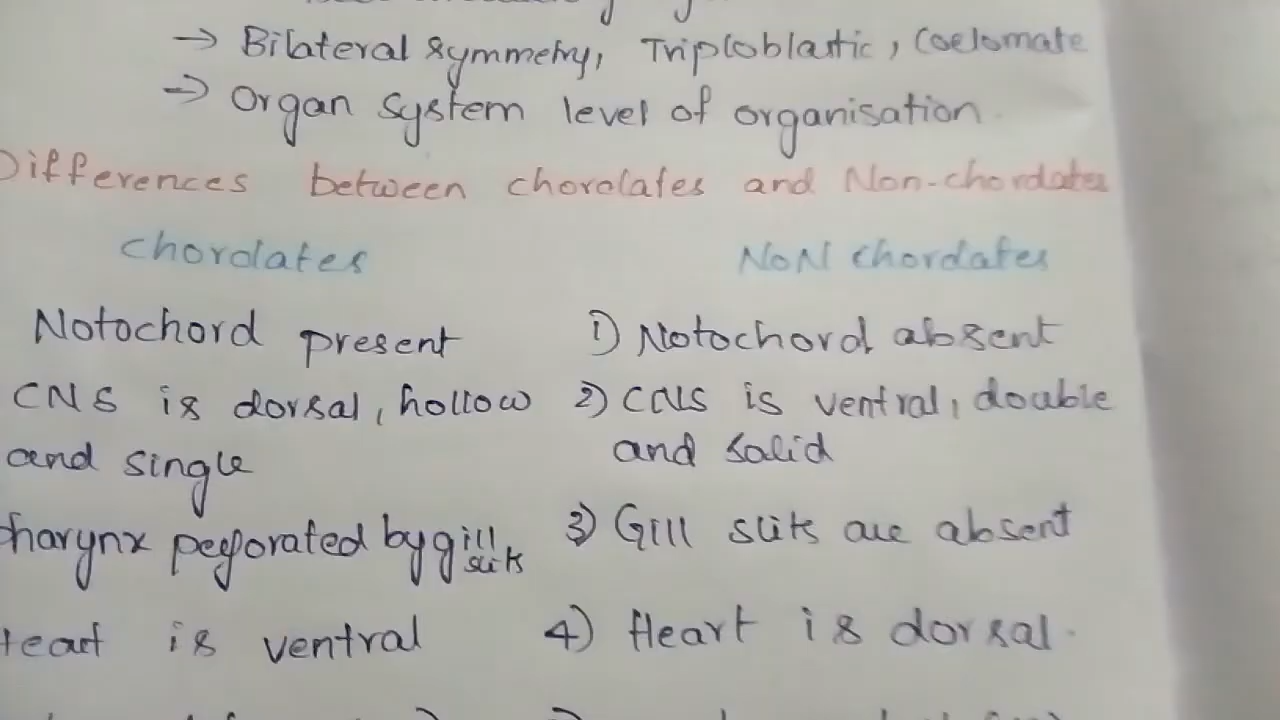 → Bilateral symmetry, Triploblastic, Coelomate
→ Organ system level of organisation
Differences between chordates and Non-chordates
chordates NoN chordates
Notochord present 1) Notochord absent
CNS is dorsal, hollow 2) CNS is ventral, double
and single and solid
pharynx perforated by gill slits 3) Gill slits are absent
Heart is ventral 4) Heart is dorsal.